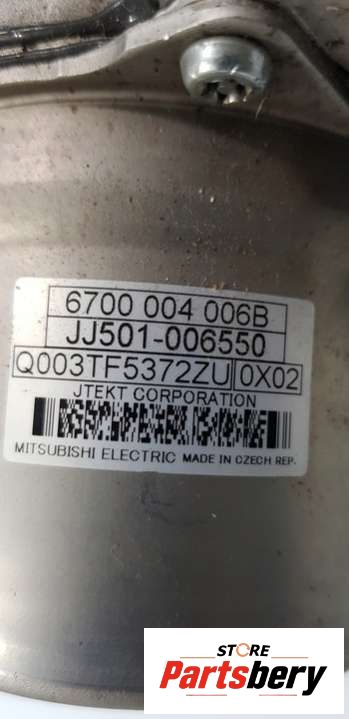 6700 004 006B
JJ501-006550
Q003TF5372ZU 0X02
JTEKT CORPORATION
MITSUBISHI ELECTRIC MADE IN CZECH REP.
STORE
Partsbery